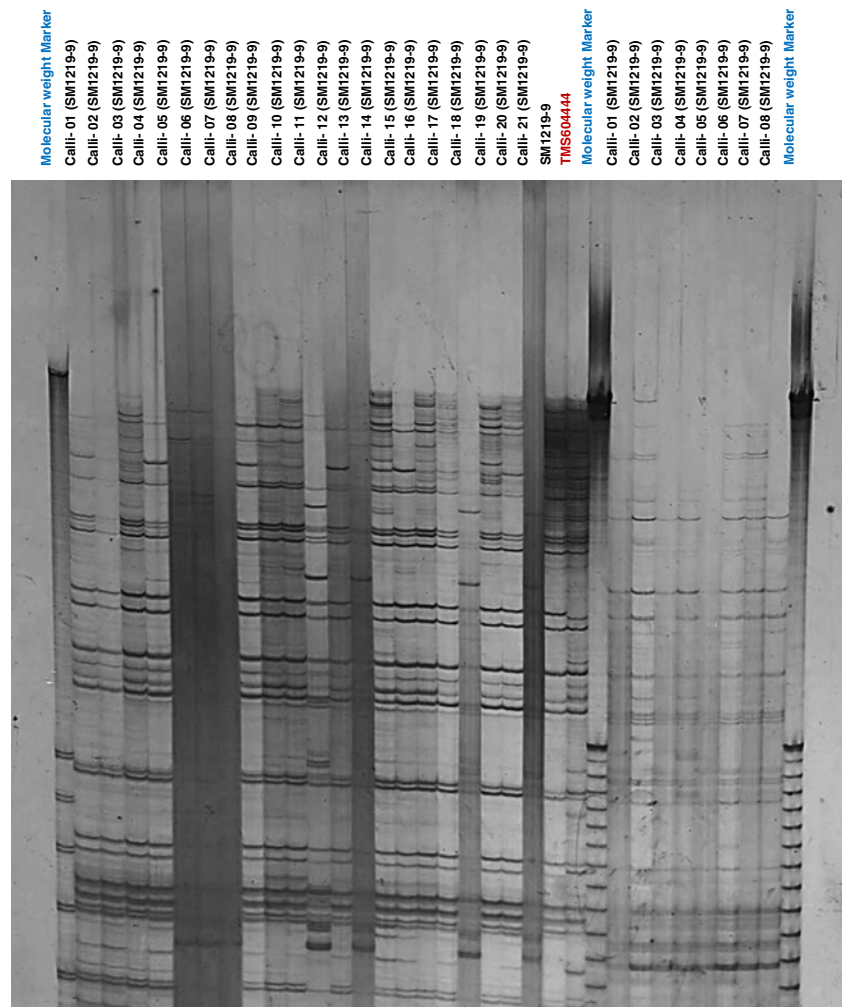 Molecular weight Marker
Calli- 01 (SM1219-9)
Calli- 02 (SM1219-9)
Calli- 03 (SM1219-9)
Calli- 04 (SM1219-9)
Calli- 05 (SM1219-9)
Calli- 06 (SM1219-9)
Calli- 07 (SM1219-9)
Calli- 08 (SM1219-9)
Calli- 09 (SM1219-9)
Calli- 10 (SM1219-9)
Calli- 11 (SM1219-9)
Calli- 12 (SM1219-9)
Calli- 13 (SM1219-9)
Calli- 14 (SM1219-9)
Calli- 15 (SM1219-9)
Calli- 16 (SM1219-9)
Calli- 17 (SM1219-9)
Calli- 18 (SM1219-9)
Calli- 19 (SM1219-9)
Calli- 20 (SM1219-9)
Calli- 21 (SM1219-9)
SM1219-9
TMS604444
Molecular weight Marker
Calli- 01 (SM1219-9)
Calli- 02 (SM1219-9)
Calli- 03 (SM1219-9)
Calli- 04 (SM1219-9)
Calli- 05 (SM1219-9)
Calli- 06 (SM1219-9)
Calli- 07 (SM1219-9)
Calli- 08 (SM1219-9)
Molecular weight Marker